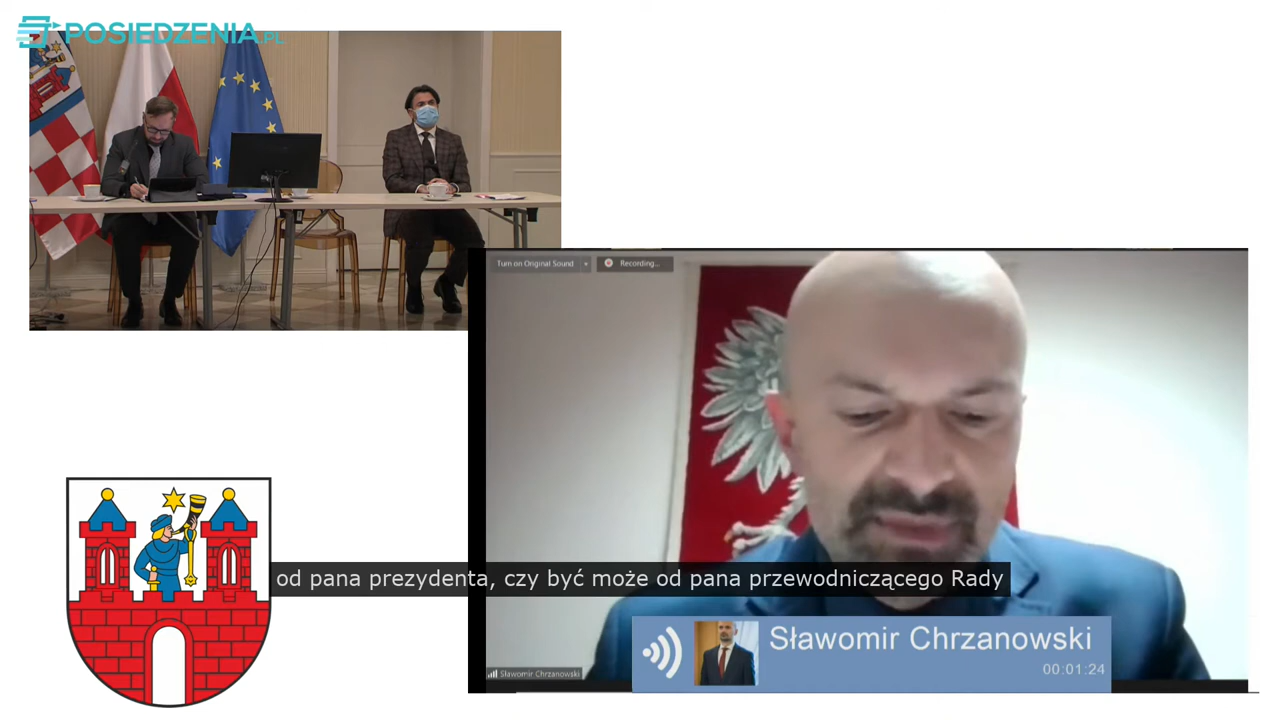 POSIEDZENIA.PL
Turn on Original Sound
Recording...
od pana prezydenta, czy być może od pana przewodniczącego Rady
Sławomir Chrzanowski
00:01:24
Sławomir Chrzanowski